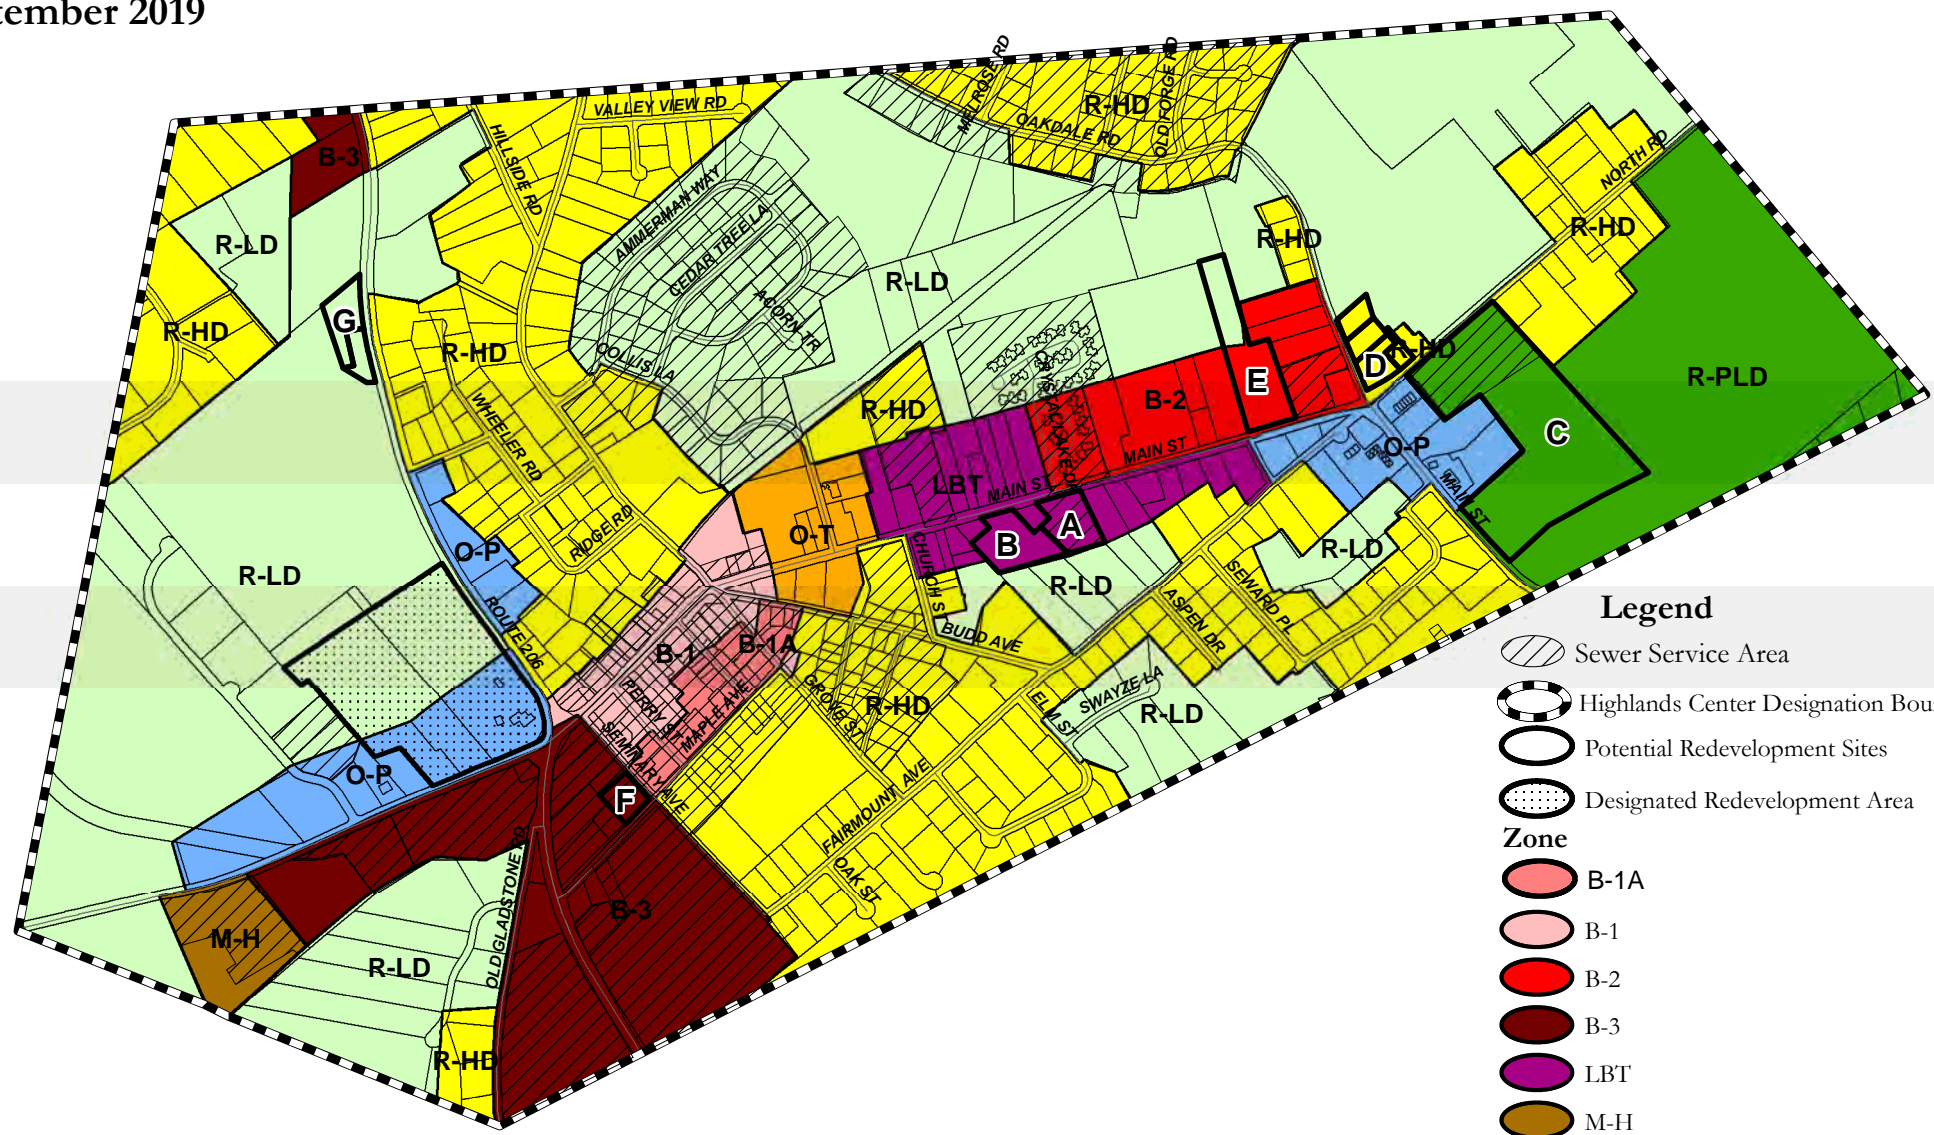 tember 2019
MELROSE RD
OLD FORGE RD
R-HD
VALLEY VIEW RD
OAKDALE RD
B-3
HILLSIDE RD
NORTH RD
AMMERMAN WAY
CEDAR TREE LA
R-LD
R-HD
R-HD
R-LD
ACORN TR
G
R-HD
R-HD
COLLIS LA
D
R-HD
E
R-PLD
B-2
R-HD
WHEELER RD
C
O-P
MAIN ST
LBT
MAIN ST
MAIN ST
A
B
O-T
RIDGE RD
O-P
CHURCH ST
R-LD
R-LD
R-LD
SEWARD PL
ASPEN DR
ROUTE 206
BUDD AVE
B-1
B-1A
PERRY ST
MAPLE AVE
GROVE ST
R-HD
ELM ST
SWAYZE LA
R-LD
SEMINARY AVE
O-P
F
FAIRMOUNT AVE
OAK ST
OLD GLADSTONE RD
B-3
M-H
R-LD
R-HD
Legend
Sewer Service Area
Highlands Center Designation Bou
Potential Redevelopment Sites
Designated Redevelopment Area
Zone
B-1A
B-1
B-2
B-3
LBT
M-H